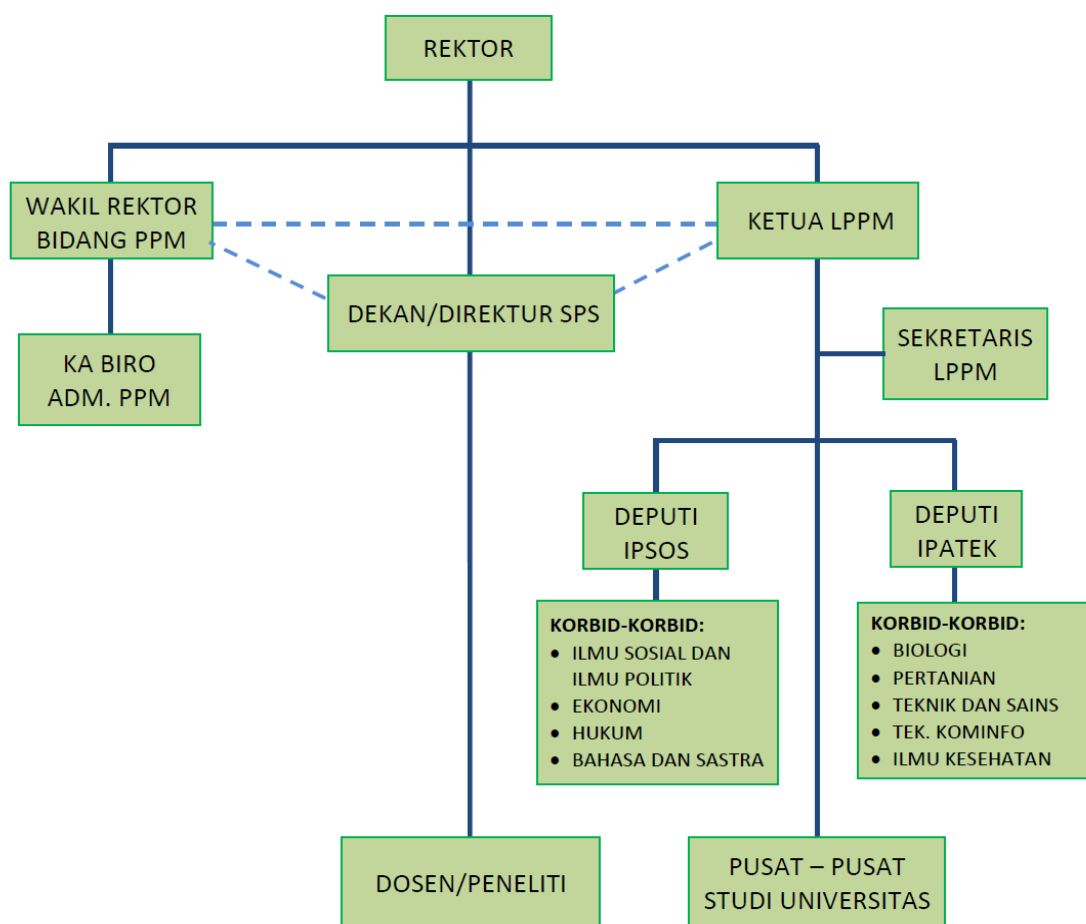 REKTOR
WAKIL REKTOR
BIDANG PPM
KETUA LPPM
DEKAN/DIREKTUR SPS
KA BIRO
ADM. PPM
SEKRETARIS
LPPM
DEPUTI
IPSOS
DEPUTI
IPATEK
KORBID-KORBID:
• ILMU SOSIAL DAN
ILMU POLITIK
• EKONOMI
• HUKUM
• BAHASA DAN SASTRA
KORBID-KORBID:
• BIOLOGI
• PERTANIAN
• TEKNIK DAN SAINS
• TEK. KOMINFO
• ILMU KESEHATAN
DOSEN/PENELITI
PUSAT – PUSAT
STUDI UNIVERSITAS